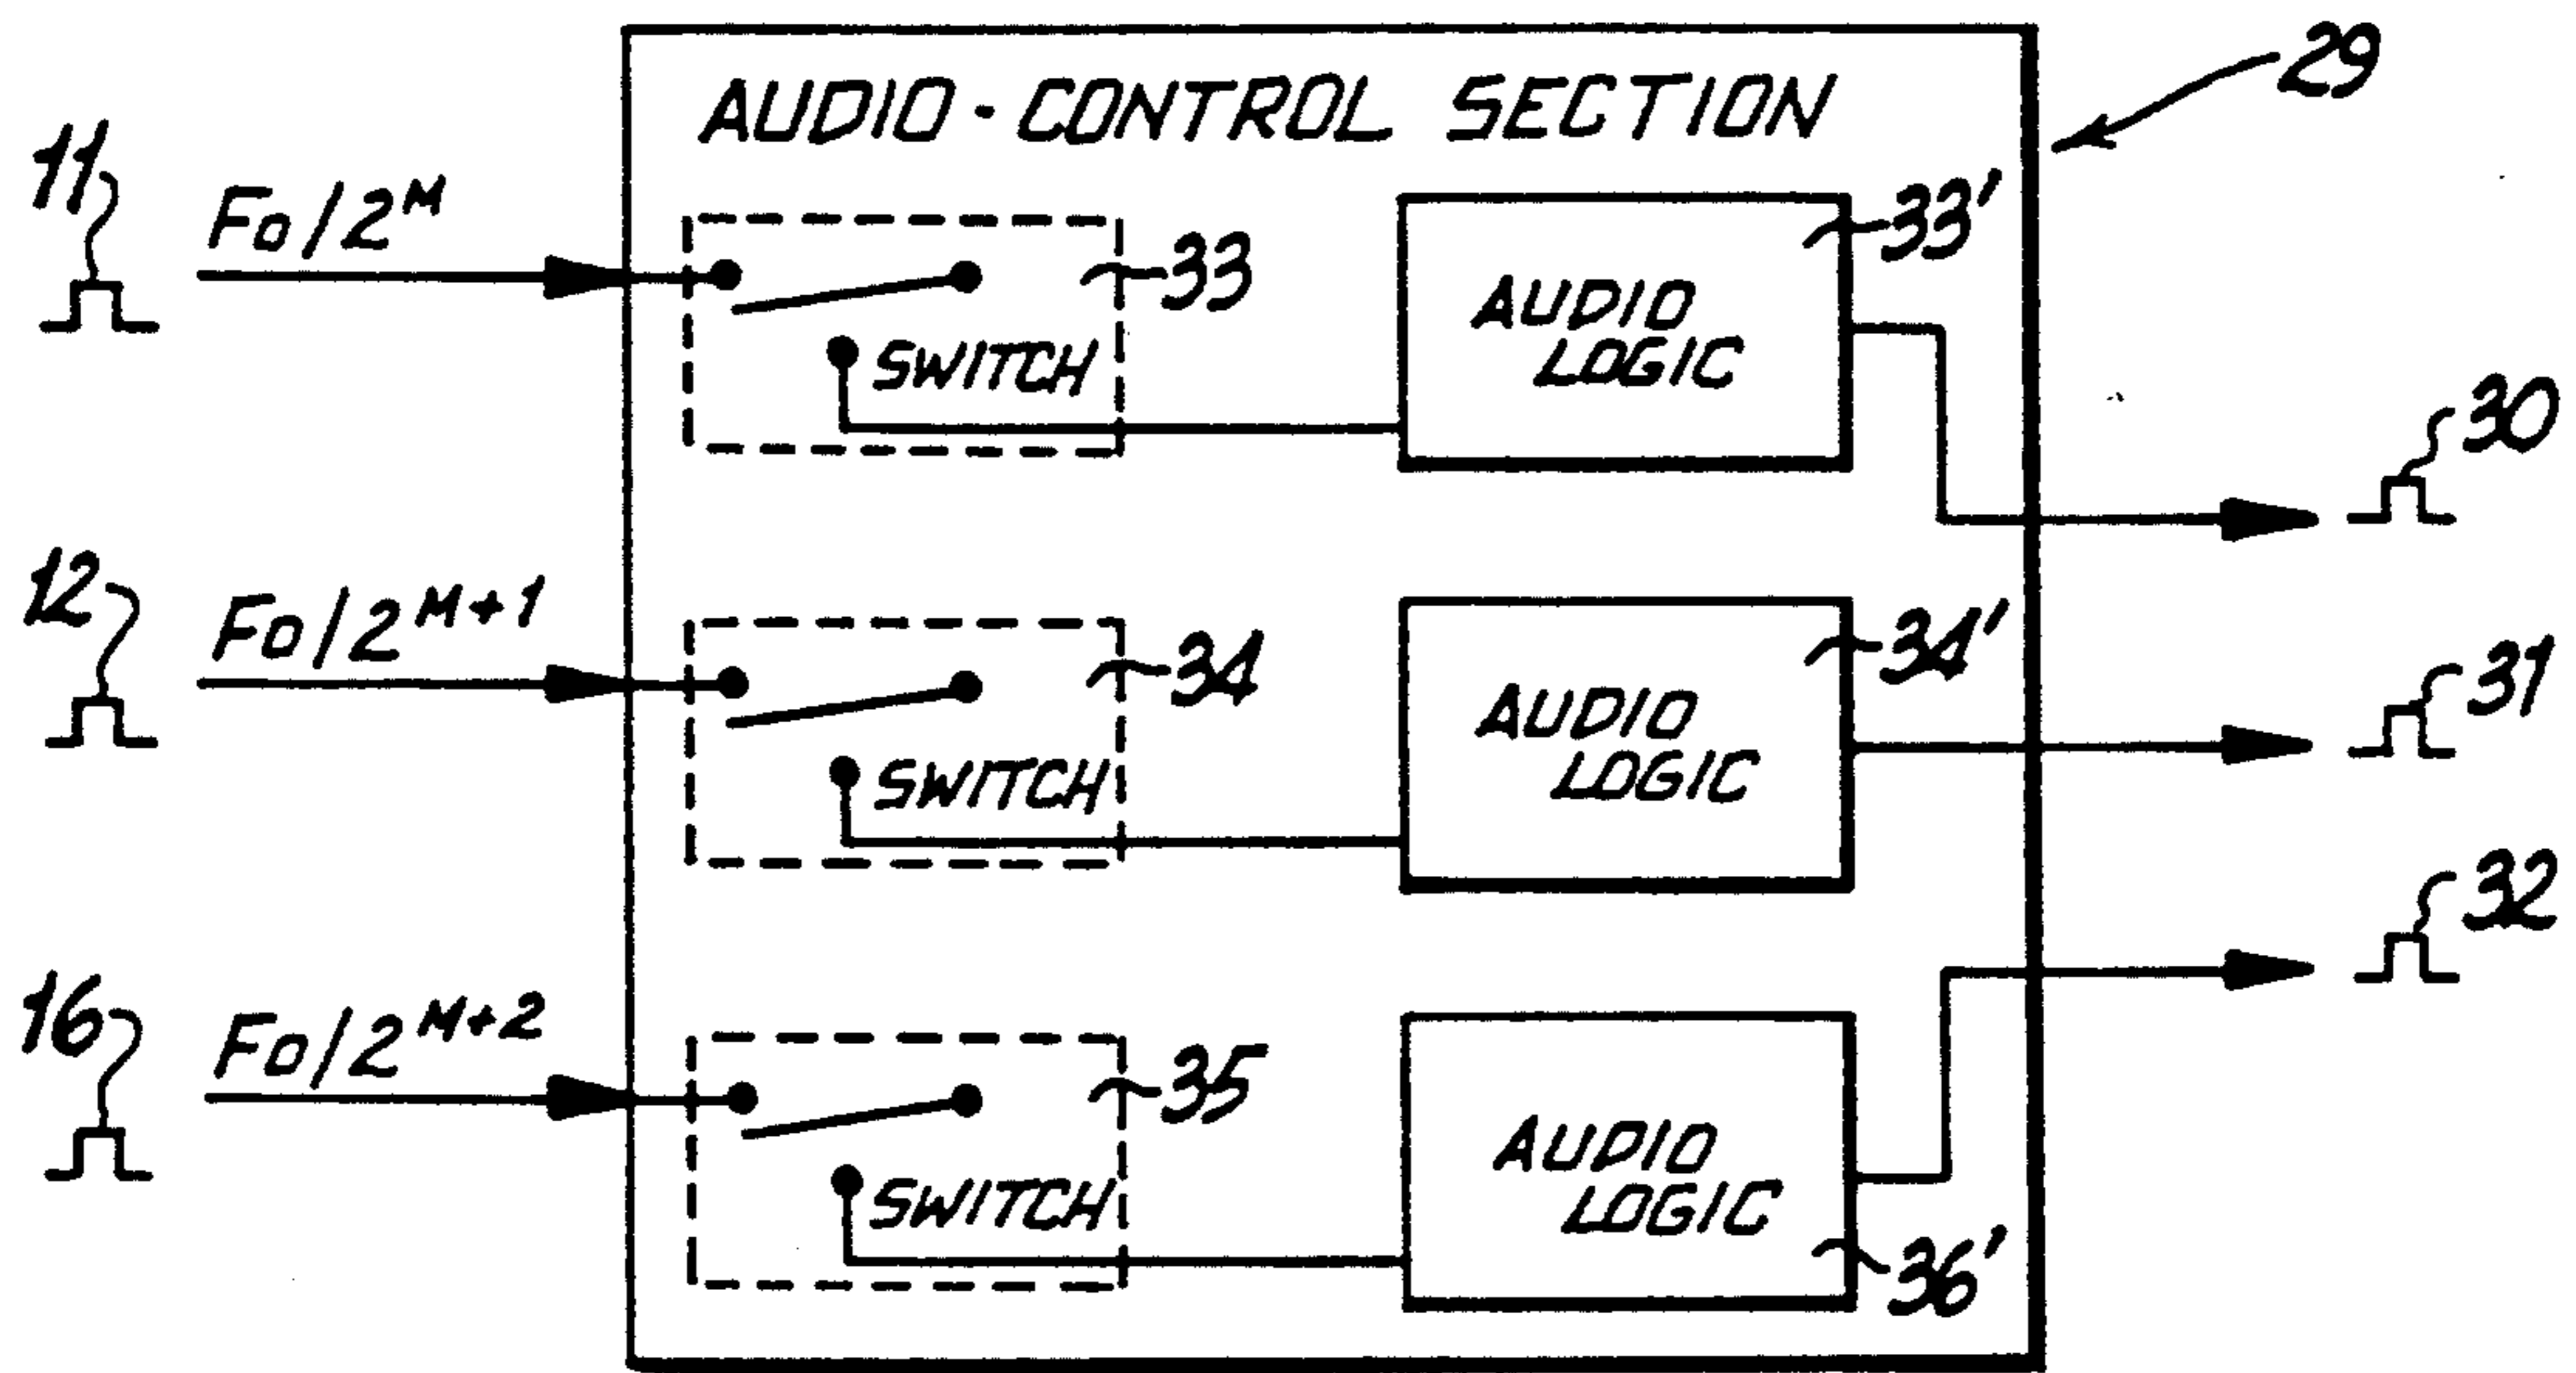 AUDIO - CONTROL SECTION
29
11
Fo/2^M
33
SWITCH
AUDIO
LOGIC
33'
30
12
Fo/2^M+1
34
SWITCH
AUDIO
LOGIC
34'
31
16
Fo/2^M+2
35
SWITCH
AUDIO
LOGIC
36'
32